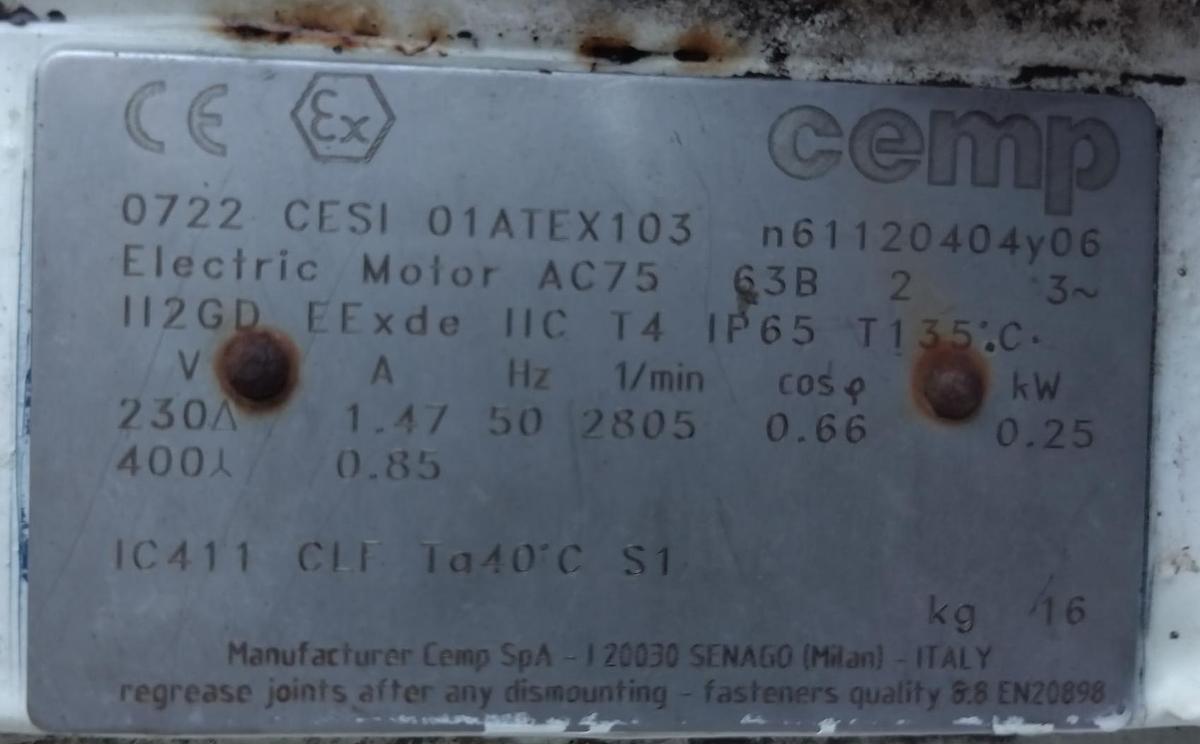 CE Ex cemp
0722 CESI 01ATEX103 n61120404y06
Electric Motor AC75 63B 2 3~
II2GD EExde IIC T4 IP65 T135°C
V A Hz 1/min cosφ kW
230Δ 1.47 50 2805 0.66 0.25
400⅄ 0.85
IC411 CLF Ta40°C S1
kg 16
Manufacturer Cemp SpA - I 20030 SENAGO (Milan) - ITALY
regrease joints after any dismounting - fasteners quality 8.8 EN20898